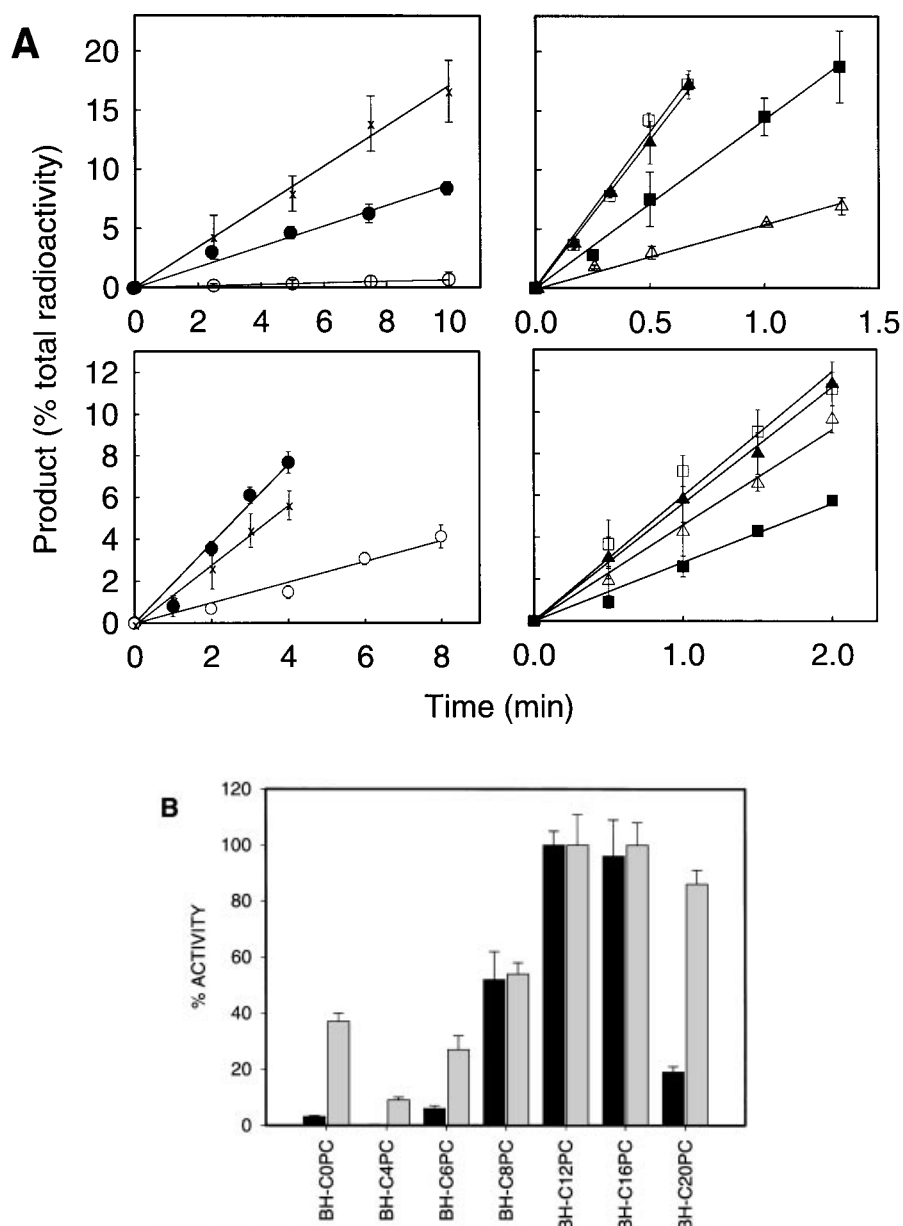 A
Product (% total radioactivity)
20
15
10
5
0
0 2 4 6 8 10
0.0 0.5 1.0 1.5
12
10
8
6
4
2
0
0 2 4 6 8
0.0 1.0 2.0
Time (min)
B
% ACTIVITY
120
100
80
60
40
20
0
BH-C0PC
BH-C4PC
BH-C6PC
BH-C8PC
BH-C12PC
BH-C16PC
BH-C20PC